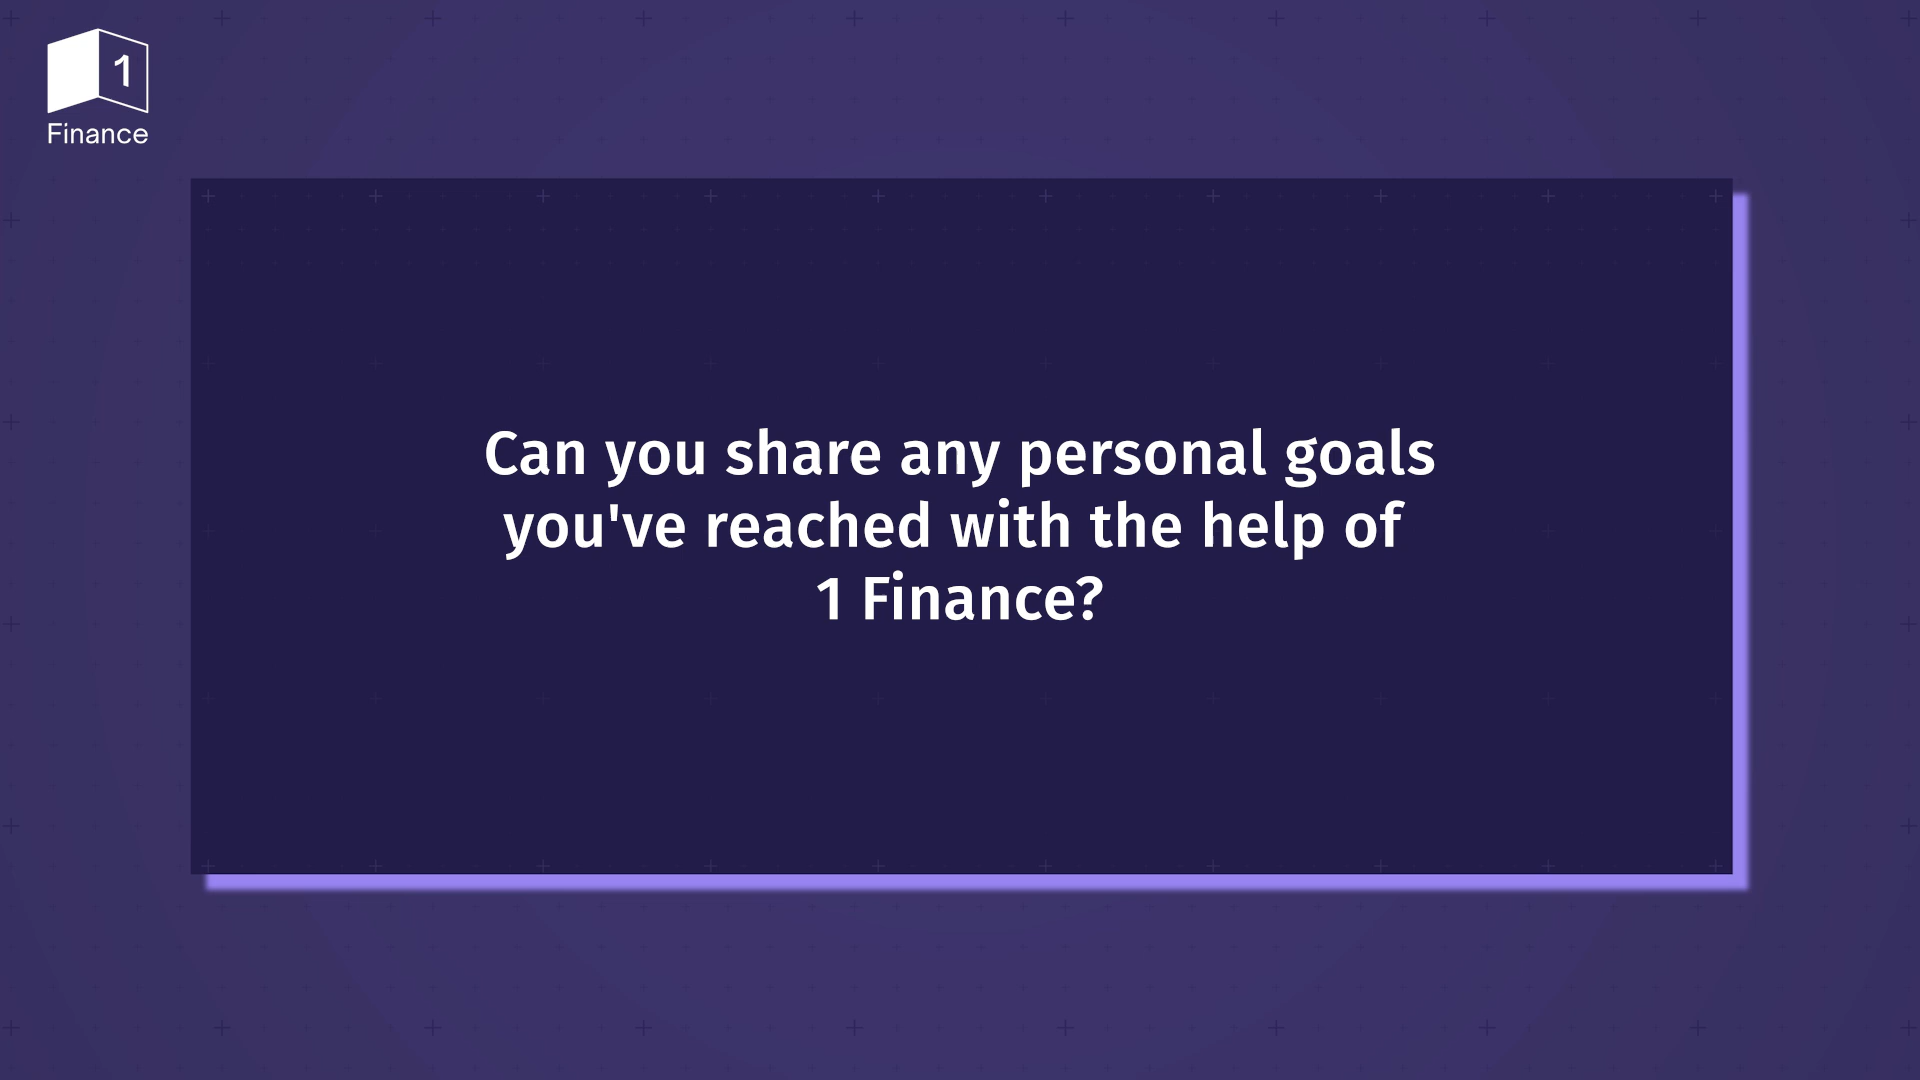 1
Finance
Can you share any personal goals
you've reached with the help of
1 Finance?